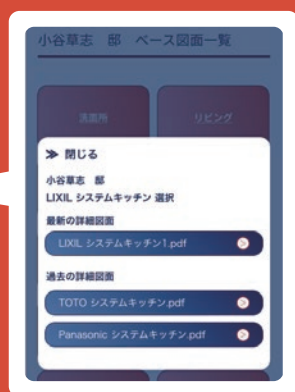 小谷草志　邸　ベース図面一覧
洗面所
リビング
≫ 閉じる
小谷草志　邸
LIXIL システムキッチン 選択
最新の詳細図面
LIXIL システムキッチン1.pdf
過去の詳細図面
TOTO システムキッチン.pdf
Panasonic システムキッチン.pdf